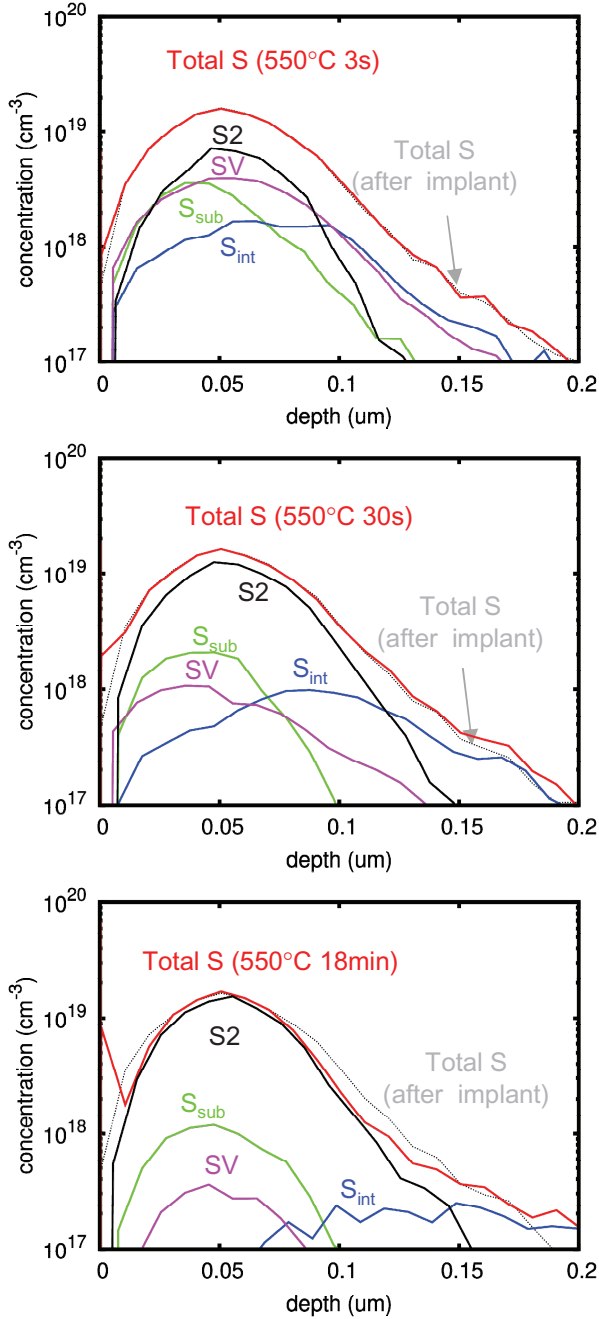 10^20
Total S (550°C 3s)
10^19
S2
SV
Total S
(after implant)
S_sub
10^18
S_int
concentration (cm^-3)
10^17
0 0.05 0.1 0.15 0.2
depth (um)
10^20
Total S (550°C 30s)
10^19
S2
Total S
(after implant)
S_sub
SV
S_int
10^18
concentration (cm^-3)
10^17
0 0.05 0.1 0.15 0.2
depth (um)
10^20
Total S (550°C 18min)
10^19
S2
Total S
(after implant)
S_sub
10^18
SV
S_int
concentration (cm^-3)
10^17
0 0.05 0.1 0.15 0.2
depth (um)